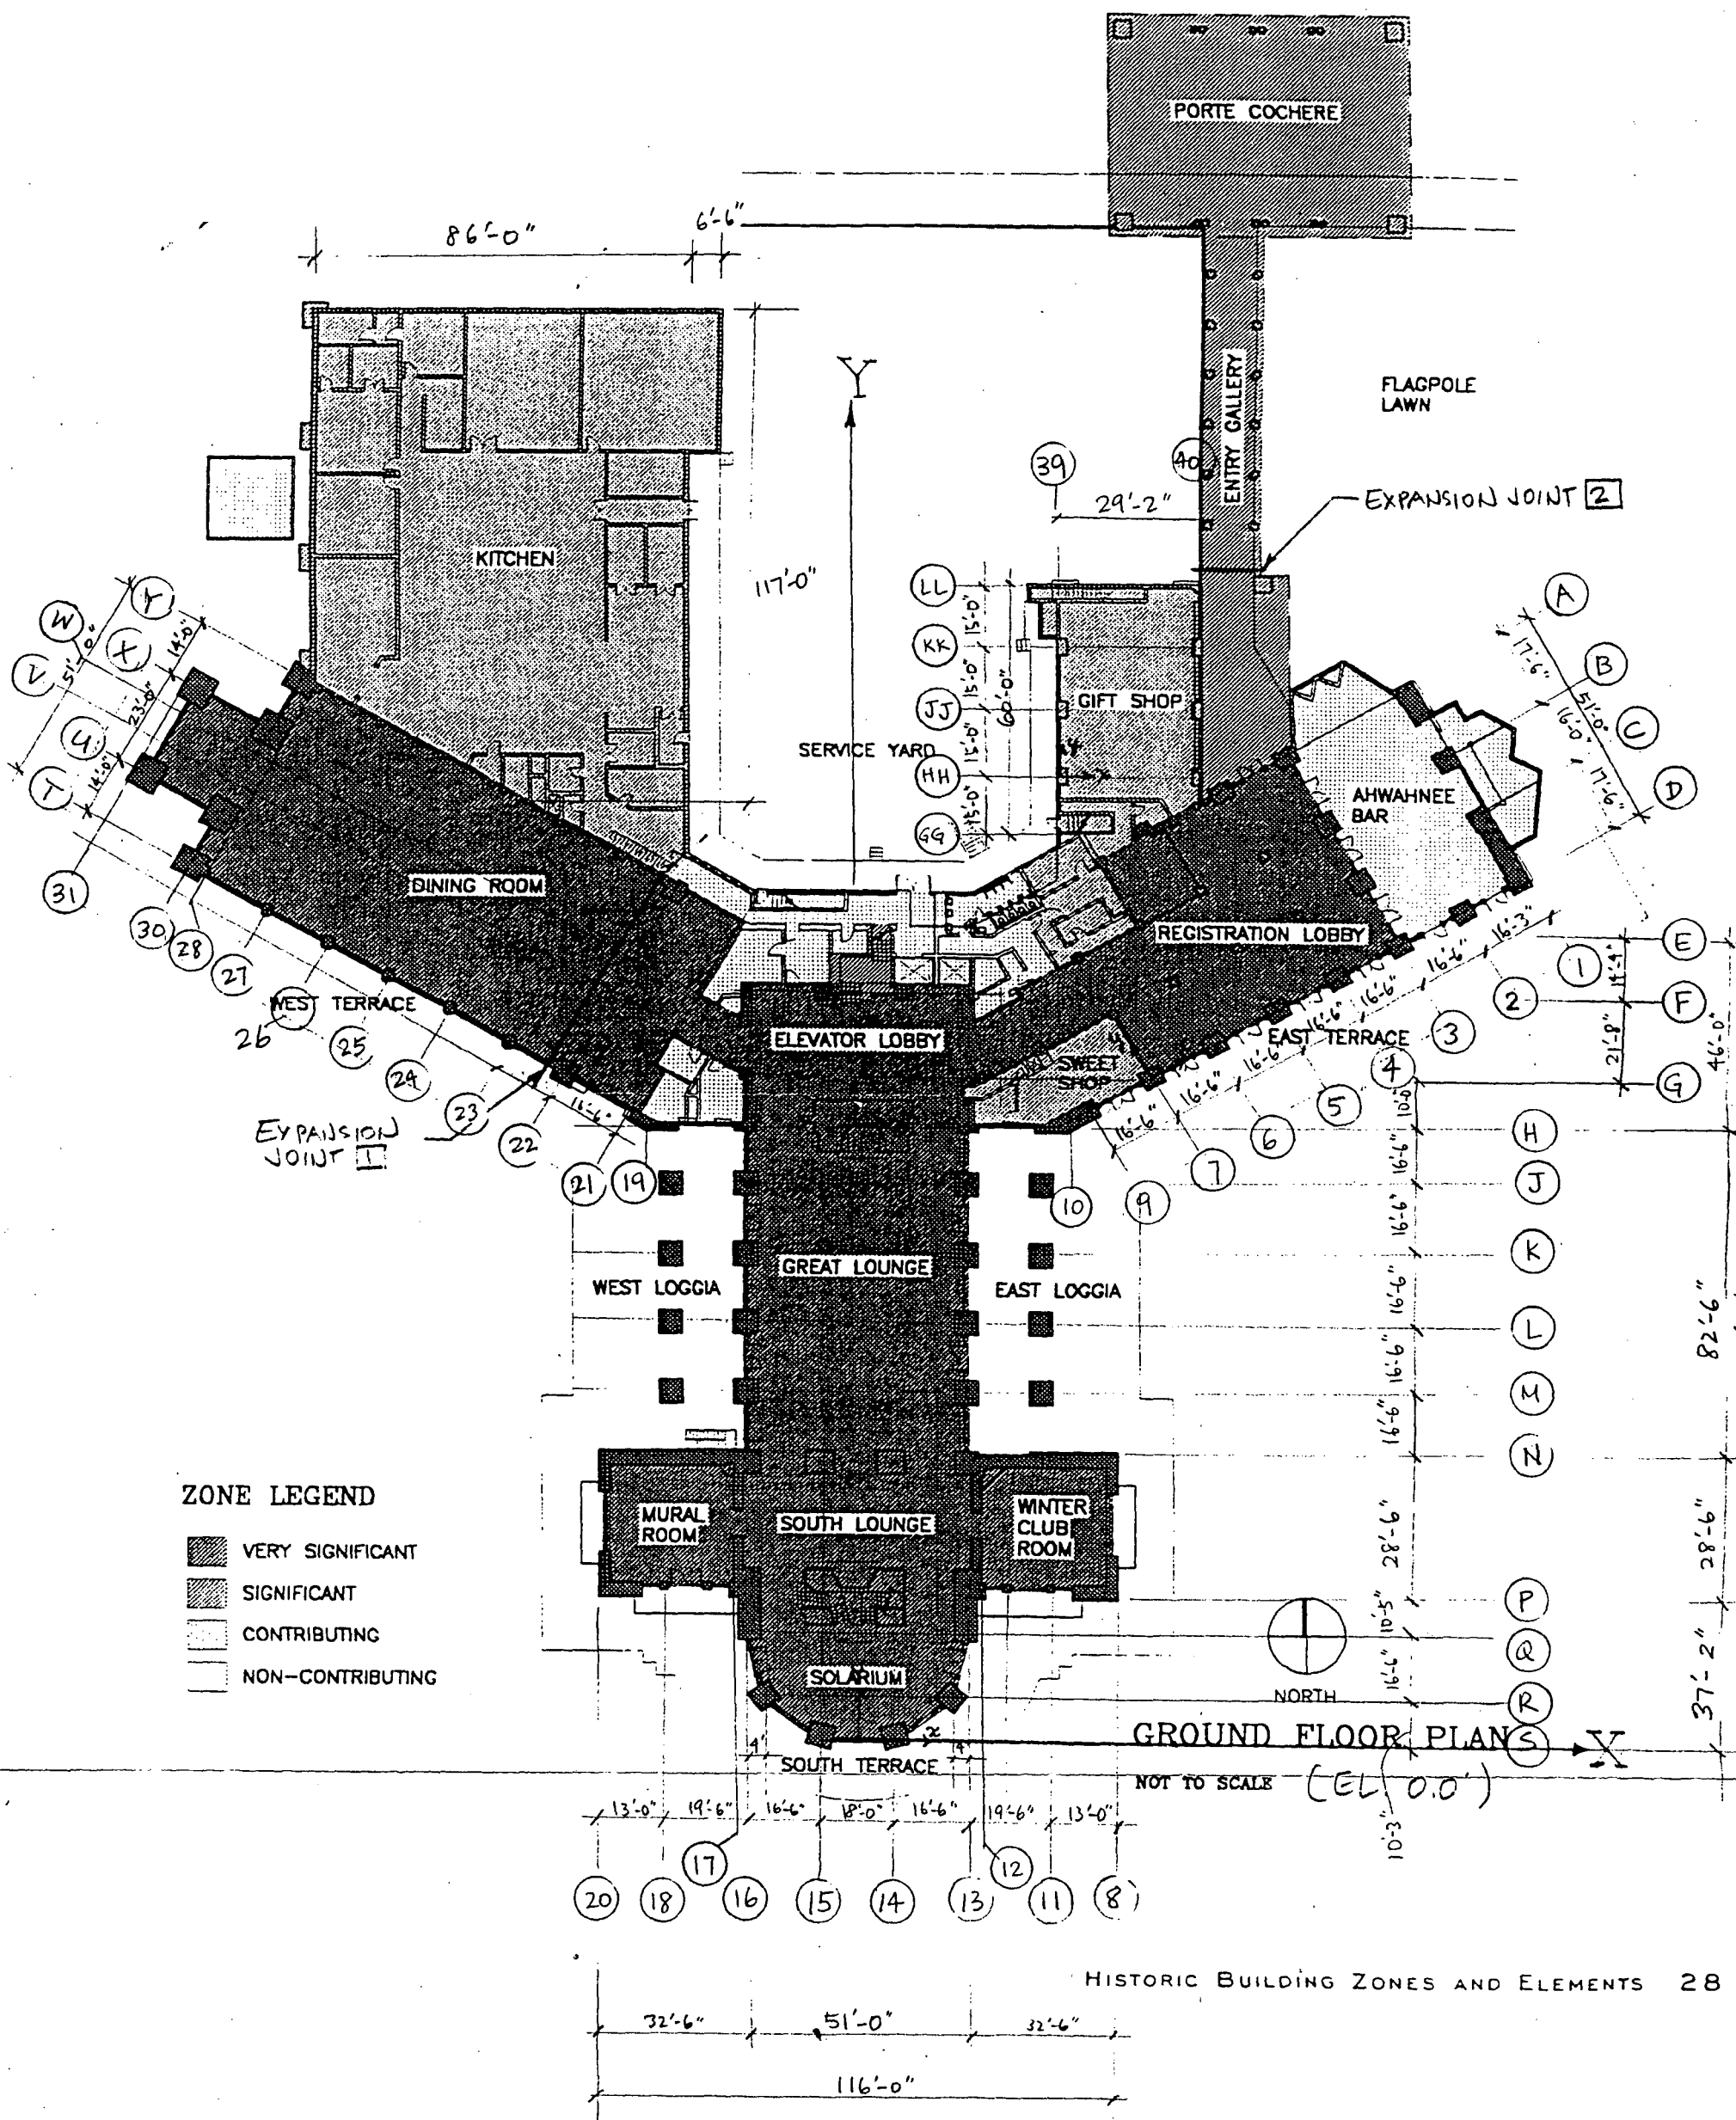 PORTE COCHERE
86'-0"
6'-6"
Y
FLAGPOLE
LAWN
ENTRY GALLERY
39
40
29'-2"
EXPANSION JOINT 2
KITCHEN
117'-0"
LL
KK
JJ
HH
GG
15'-0"
15'-0"
15'-0"
15'-0"
60'-0"
GIFT SHOP
SERVICE YARD
Y
X
W
V
U
T
51'-0"
14'-0"
23'-0"
14'-0"
A
B
C
D
17'-6"
51'-0"
16'-0"
17'-6"
AHWAHNEE
BAR
DINING ROOM
REGISTRATION LOBBY
31
30
28
27
26
25
24
23
22
21
19
WEST TERRACE
16'-6"
EXPANSION
JOINT 1
ELEVATOR LOBBY
SWEET
SHOP
EAST TERRACE
16'-3"
16'-6"
16'-6"
16'-6"
16'-6"
16'-6"
16'-6"
1
2
3
4
5
6
7
9
10
E
F
G
H
J
K
L
M
N
P
Q
R
S
14'-4"
21'-8"
46'-0"
10'-0"
16'-6"
16'-6"
16'-6"
16'-6"
16'-6"
82'-6"
28'-6"
28'-6"
10'-5"
16'-6"
37'-2"
10'-3"
GREAT LOUNGE
WEST LOGGIA
EAST LOGGIA
ZONE LEGEND
VERY SIGNIFICANT
SIGNIFICANT
CONTRIBUTING
NON-CONTRIBUTING
MURAL
ROOM
SOUTH LOUNGE
WINTER
CLUB
ROOM
SOLARIUM
NORTH
x
4'
4'
SOUTH TERRACE
GROUND FLOOR PLAN
X
NOT TO SCALE
(EL 0.0')
13'-0"
19'-6"
16'-6"
18'-0"
16'-6"
19'-6"
13'-0"
20
18
17
16
15
14
13
12
11
8
HISTORIC BUILDING ZONES AND ELEMENTS 28
32'-6"
51'-0"
32'-6"
116'-0"